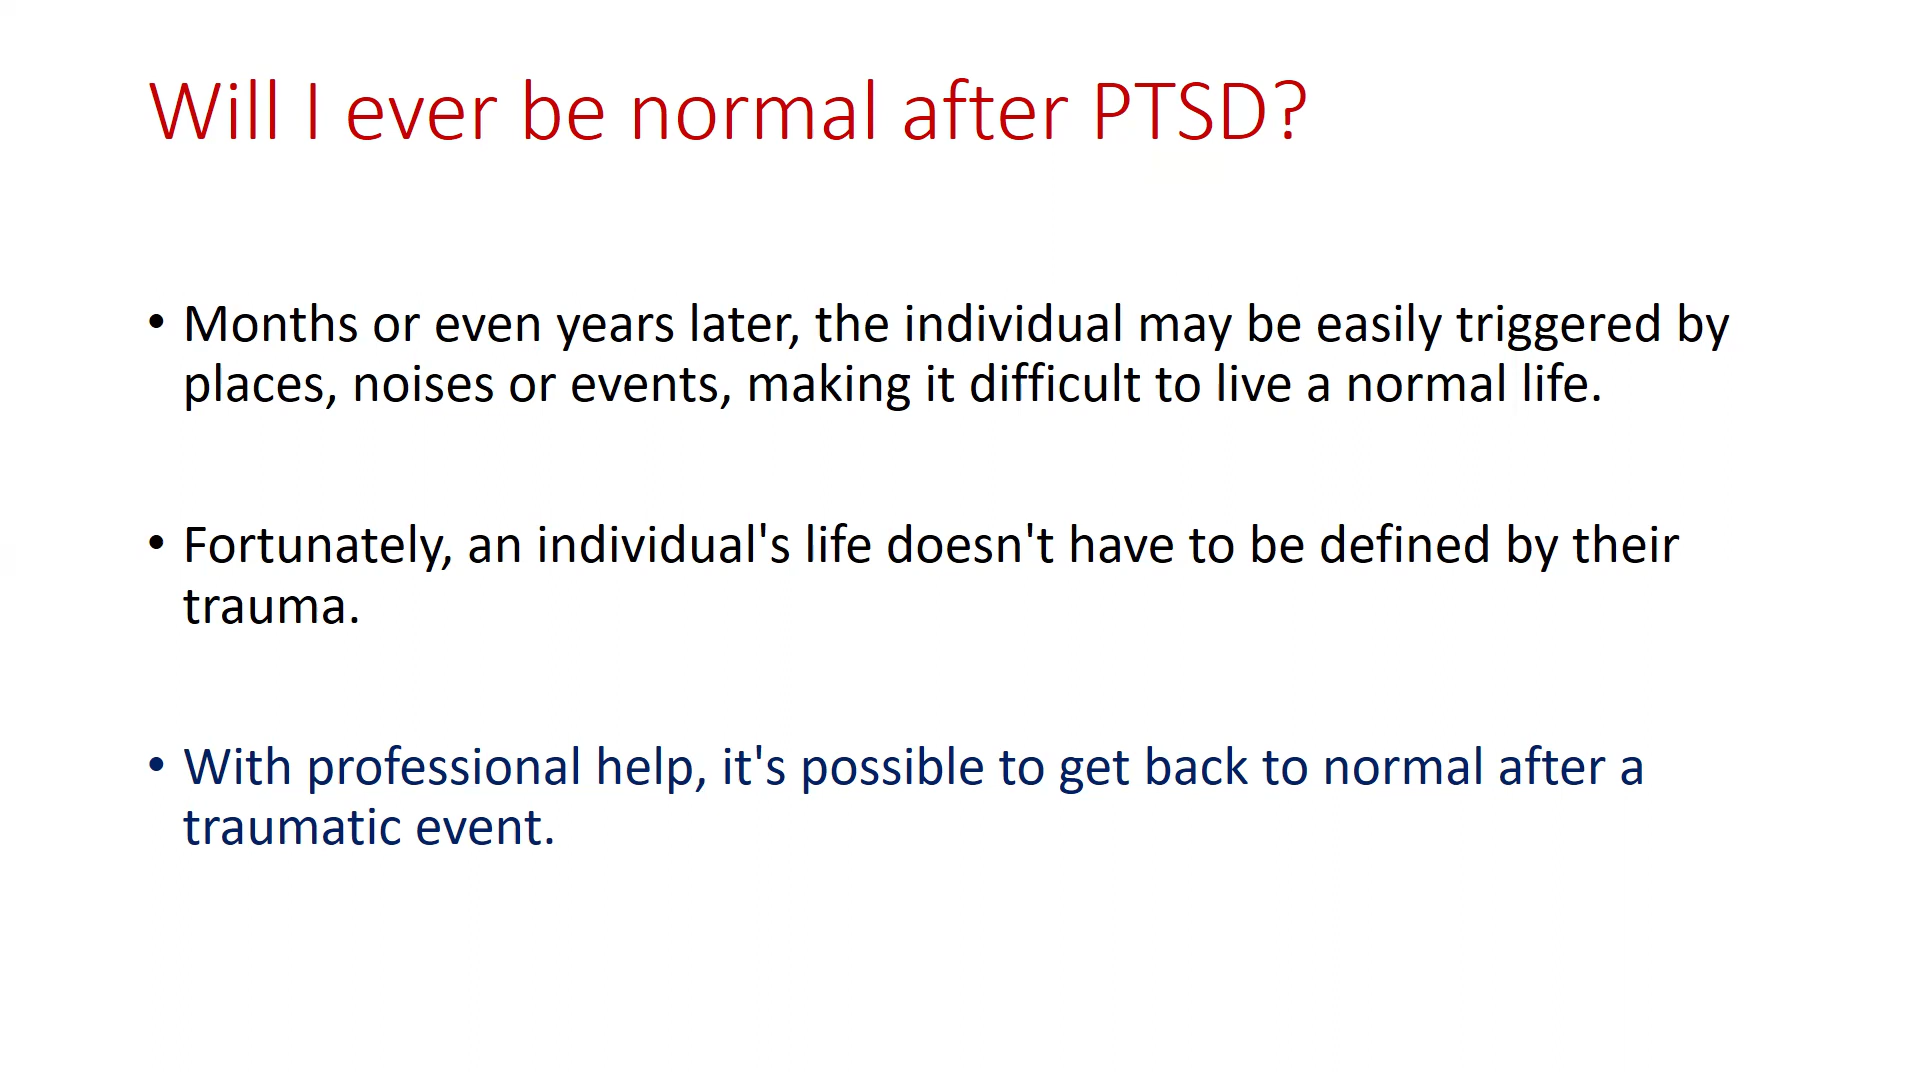 Will I ever be normal after PTSD?
• Months or even years later, the individual may be easily triggered by
places, noises or events, making it difficult to live a normal life.
• Fortunately, an individual's life doesn't have to be defined by their
trauma.
• With professional help, it's possible to get back to normal after a
traumatic event.